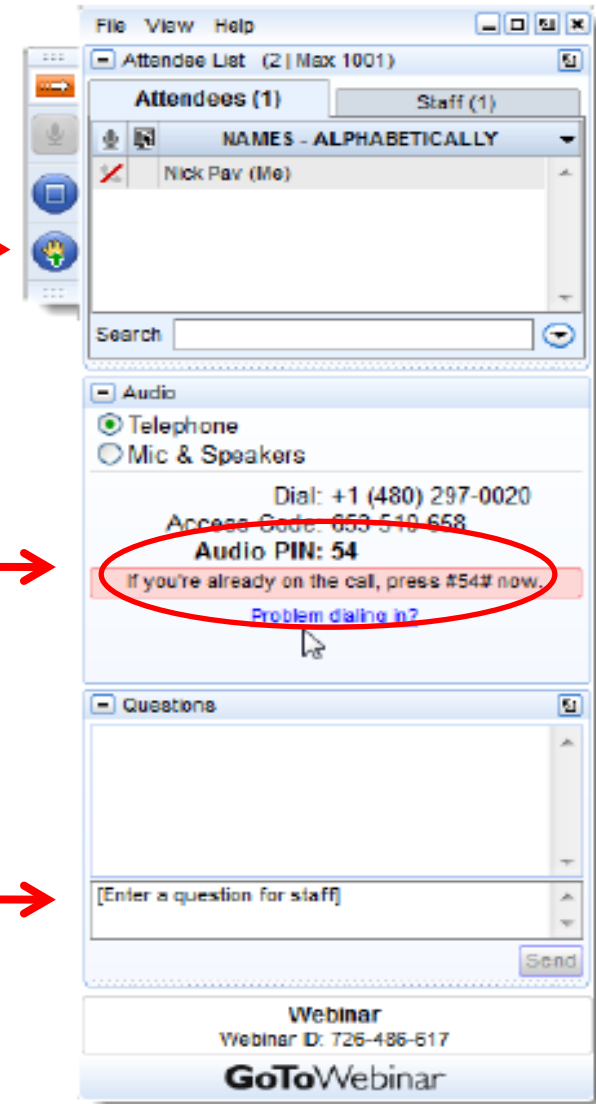 File View Help
Attendee List (2 | Max 1001)
Attendees (1)
Staff (1)
NAMES - ALPHABETICALLY
Nick Pav (Me)
Search
Audio
Telephone
Mic & Speakers
Dial: +1 (480) 297-0020
Access Code:
Audio PIN: 54
If you're already on the call, press #54# now.
Problem dialing in?
Questions
[Enter a question for staff]
Send
Webinar
Webinar ID: 726-486-617
GoToWebinar